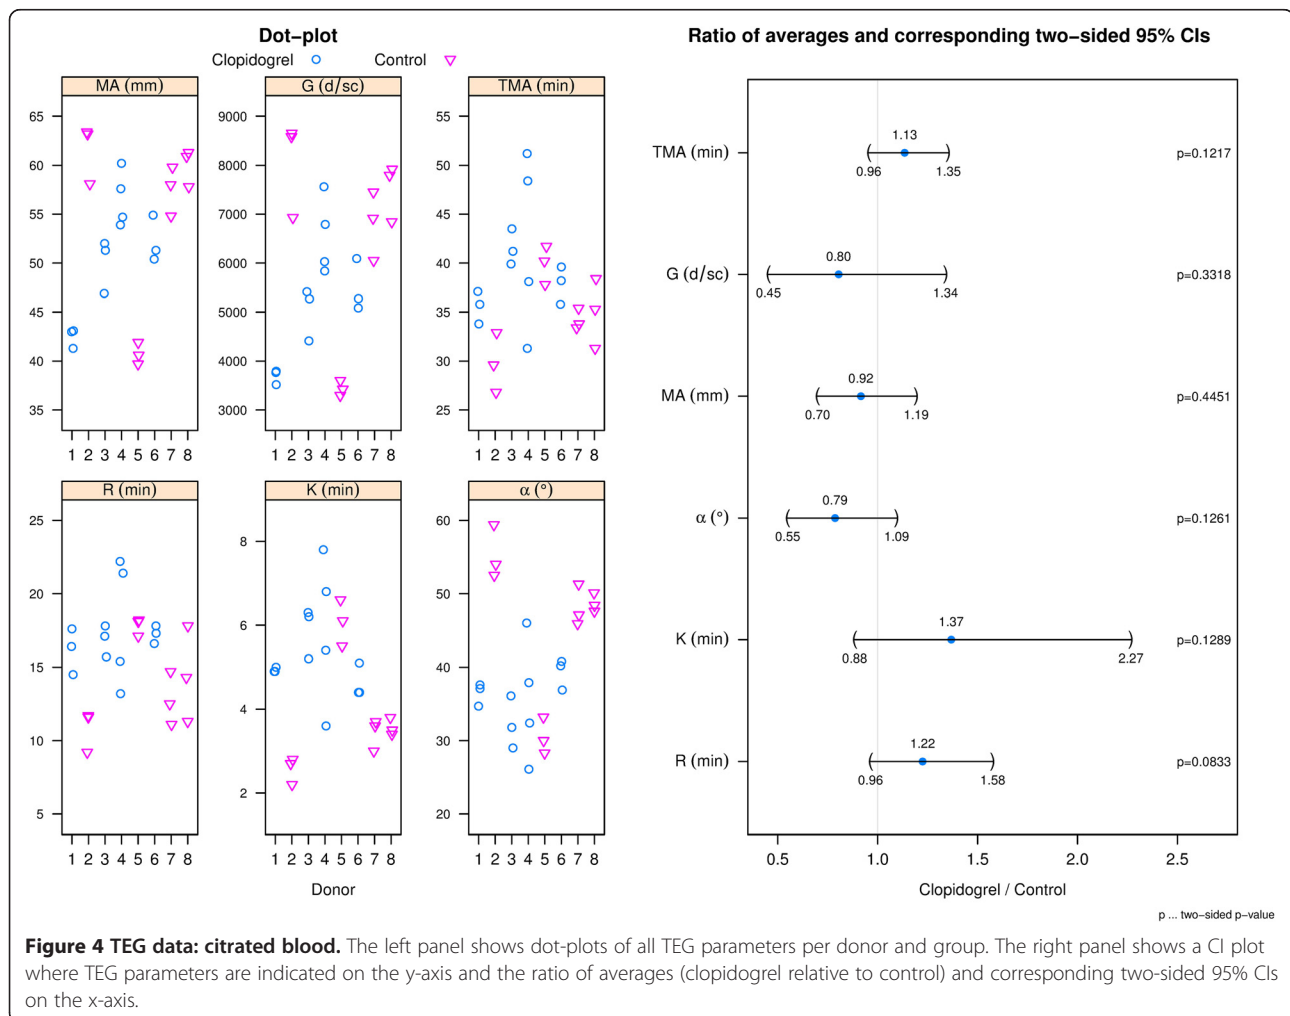 Dot−plot
Clopidogrel
Control
MA (mm)
65
60
55
50
45
40
35
1 2 3 4 5 6 7 8
G (d/sc)
9000
8000
7000
6000
5000
4000
3000
1 2 3 4 5 6 7 8
TMA (min)
55
50
45
40
35
30
25
1 2 3 4 5 6 7 8
R (min)
25
20
15
10
5
1 2 3 4 5 6 7 8
K (min)
8
6
4
2
1 2 3 4 5 6 7 8
α (°)
60
50
40
30
20
1 2 3 4 5 6 7 8
Donor
Ratio of averages and corresponding two−sided 95% CIs
TMA (min)
1.13
0.96 1.35
p=0.1217
G (d/sc)
0.80
0.45 1.34
p=0.3318
MA (mm)
0.92
0.70 1.19
p=0.4451
α (°)
0.79
0.55 1.09
p=0.1261
K (min)
1.37
0.88 2.27
p=0.1289
R (min)
1.22
0.96 1.58
p=0.0833
0.5 1.0 1.5 2.0 2.5
Clopidogrel / Control
p ... two−sided p−value
Figure 4 TEG data: citrated blood. The left panel shows dot-plots of all TEG parameters per donor and group. The right panel shows a CI plot
where TEG parameters are indicated on the y-axis and the ratio of averages (clopidogrel relative to control) and corresponding two-sided 95% CIs
on the x-axis.